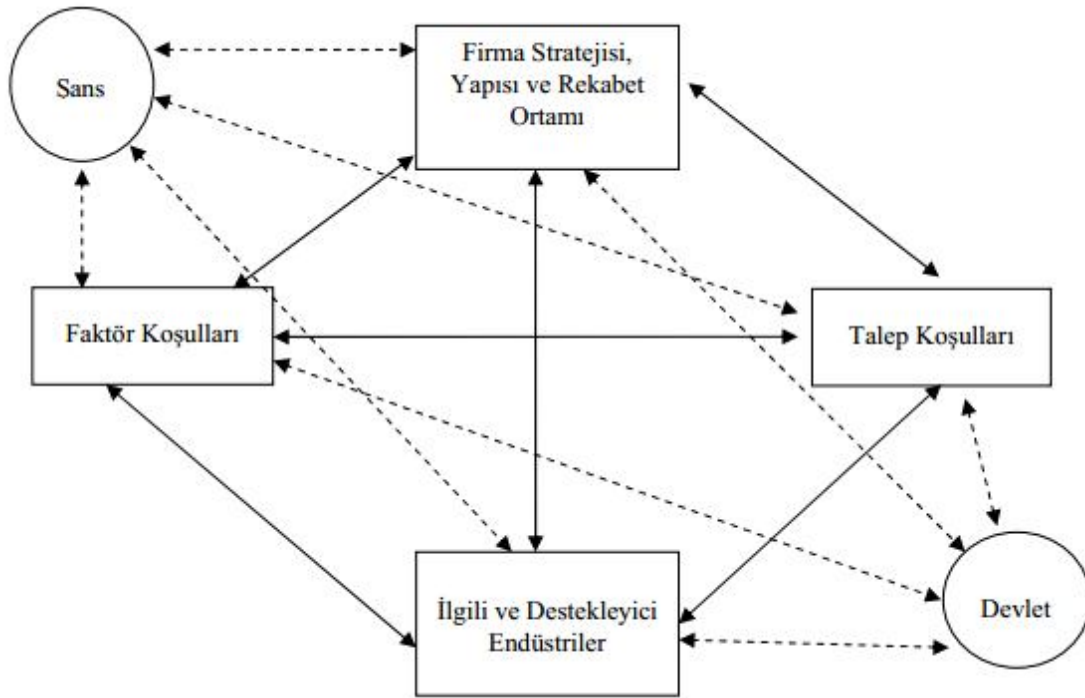 Şans
Firma Stratejisi,
Yapısı ve Rekabet
Ortamı
Faktör Koşulları
Talep Koşulları
İlgili ve Destekleyici
Endüstriler
Devlet